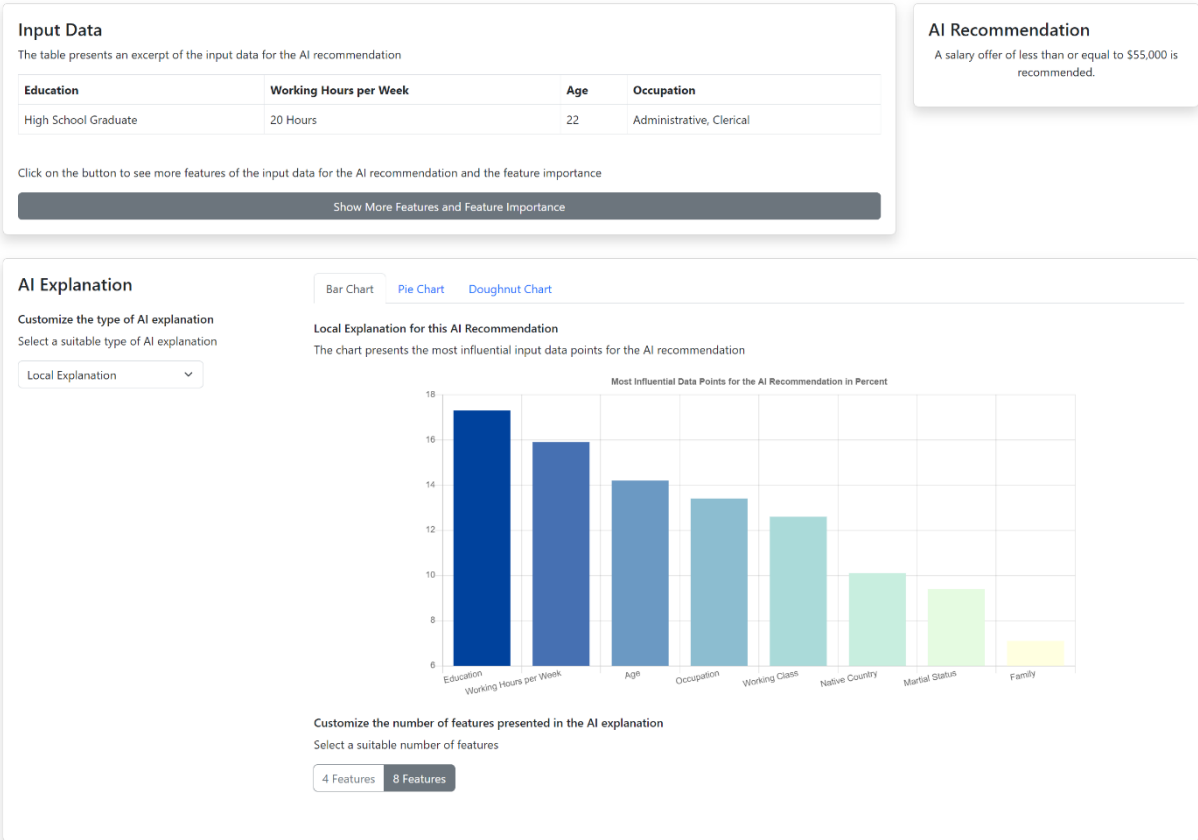 Input Data
The table presents an excerpt of the input data for the AI recommendation
Education Working Hours per Week Age Occupation
High School Graduate 20 Hours 22 Administrative, Clerical
Click on the button to see more features of the input data for the AI recommendation and the feature importance
Show More Features and Feature Importance
AI Recommendation
A salary offer of less than or equal to $55,000 is
recommended.
AI Explanation
Customize the type of AI explanation
Select a suitable type of AI explanation
Local Explanation
Bar Chart Pie Chart Doughnut Chart
Local Explanation for this AI Recommendation
The chart presents the most influential input data points for the AI recommendation
Most Influential Data Points for the AI Recommendation in Percent
18
16
14
12
10
8
6
Education Working Hours per Week Age Occupation Working Class Native Country Martial Status Family
Customize the number of features presented in the AI explanation
Select a suitable number of features
4 Features 8 Features